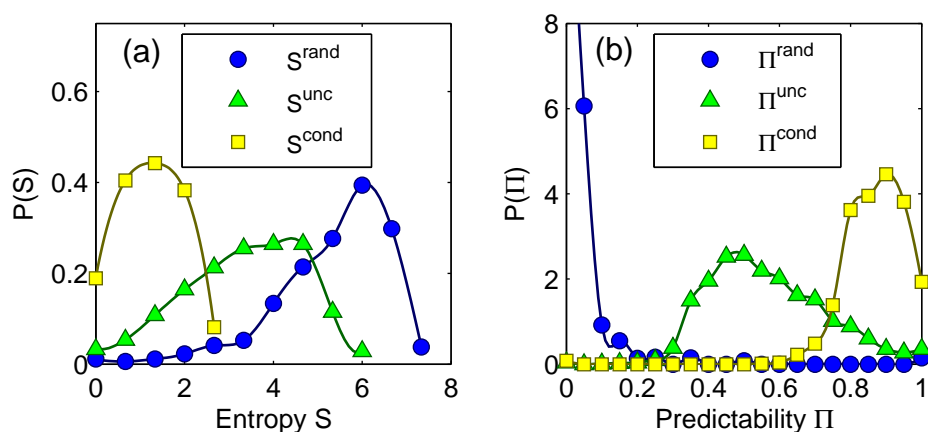 (a)
S^rand
S^unc
S^cond
P(S)
0.6
0.4
0.2
0
0 2 4 6 8
Entropy S
(b)
Π^rand
Π^unc
Π^cond
P(Π)
8
6
4
2
0
0 0.2 0.4 0.6 0.8 1
Predictability Π